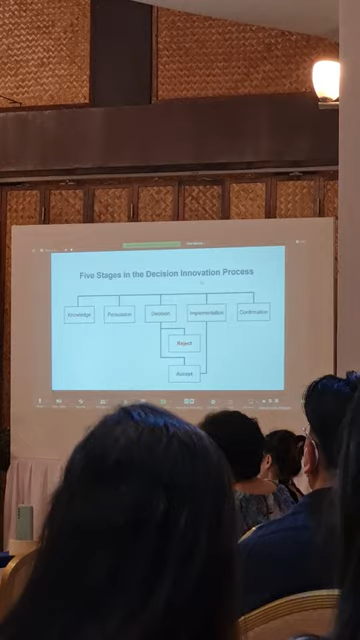 Five Stages in the Decision Innovation Process
Knowledge
Persuasion
Decision
Implementation
Confirmation
Reject
Accept